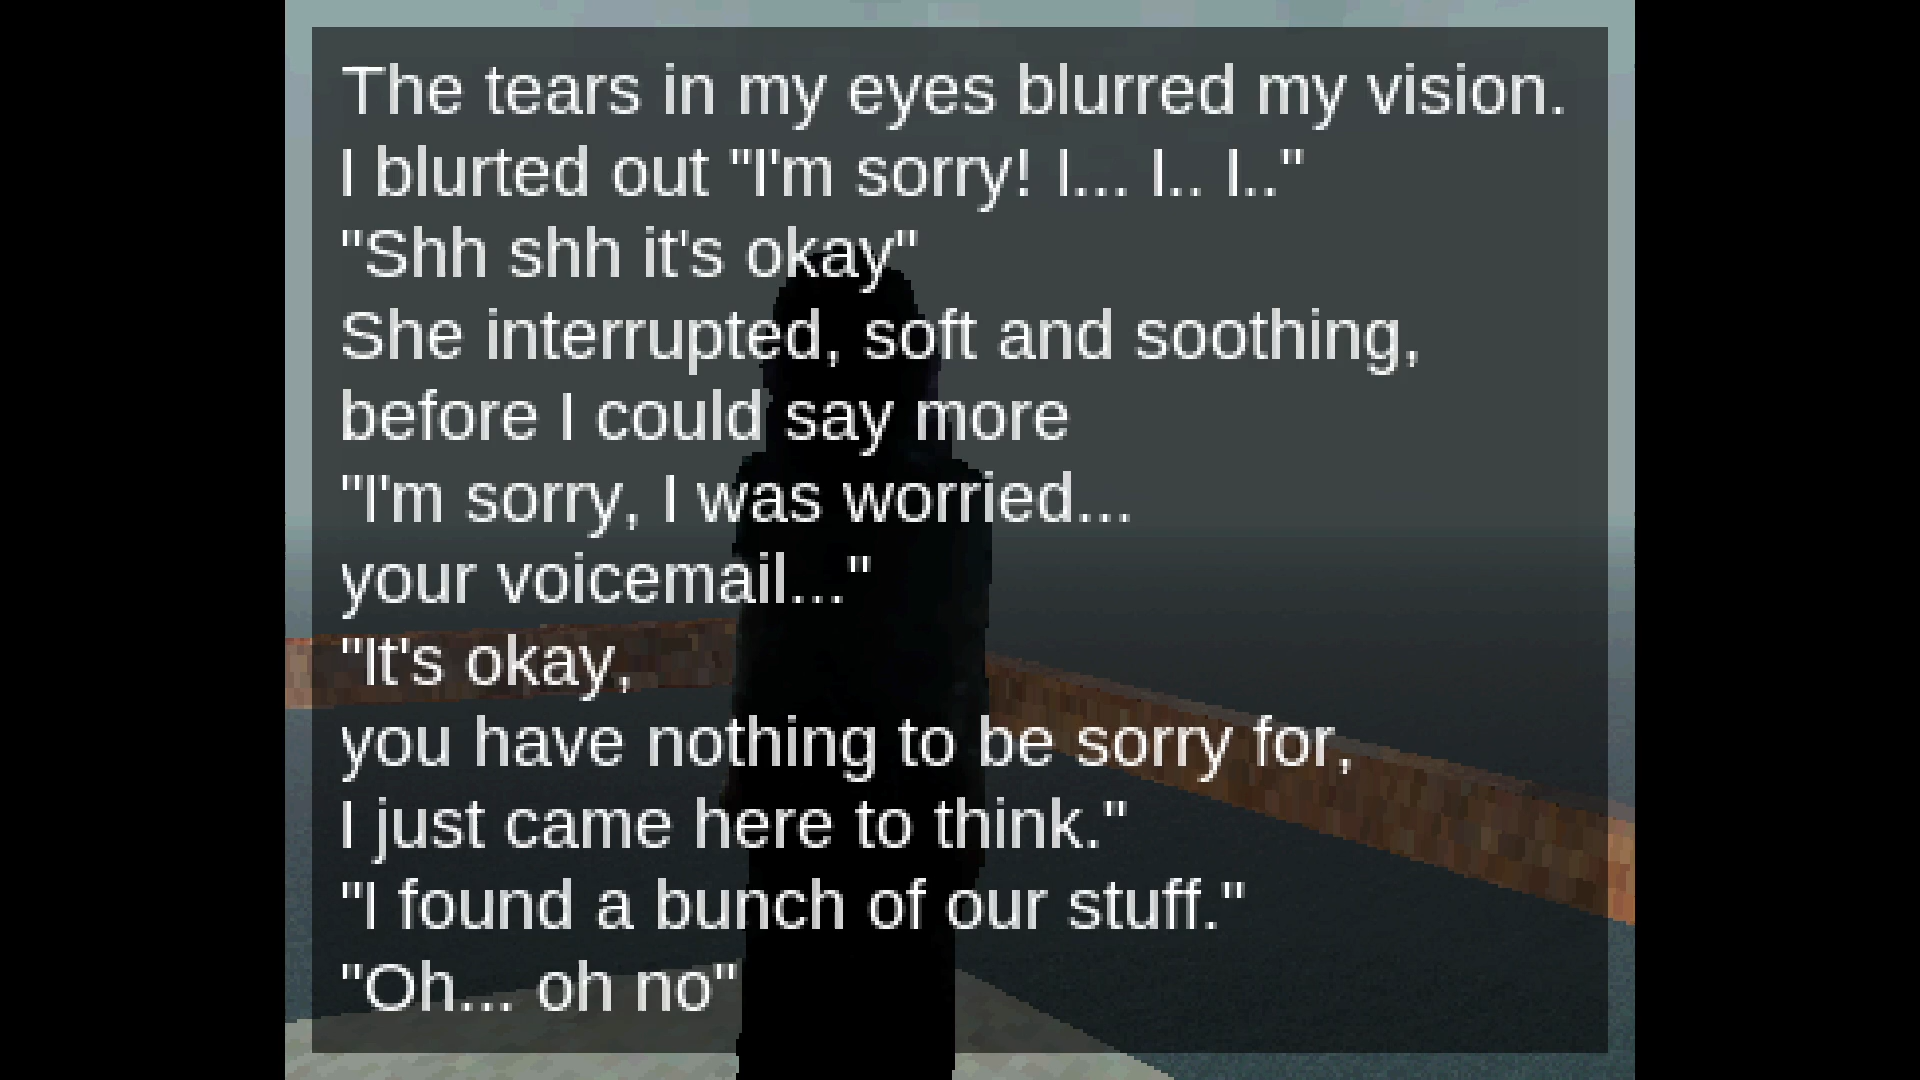 The tears in my eyes blurred my vision.
I blurted out "I'm sorry! I... I.. I.."
"Shh shh it's okay"
She interrupted, soft and soothing,
before I could say more
"I'm sorry, I was worried...
your voicemail..."
"It's okay,
you have nothing to be sorry for,
I just came here to think."
"I found a bunch of our stuff."
"Oh... oh no"